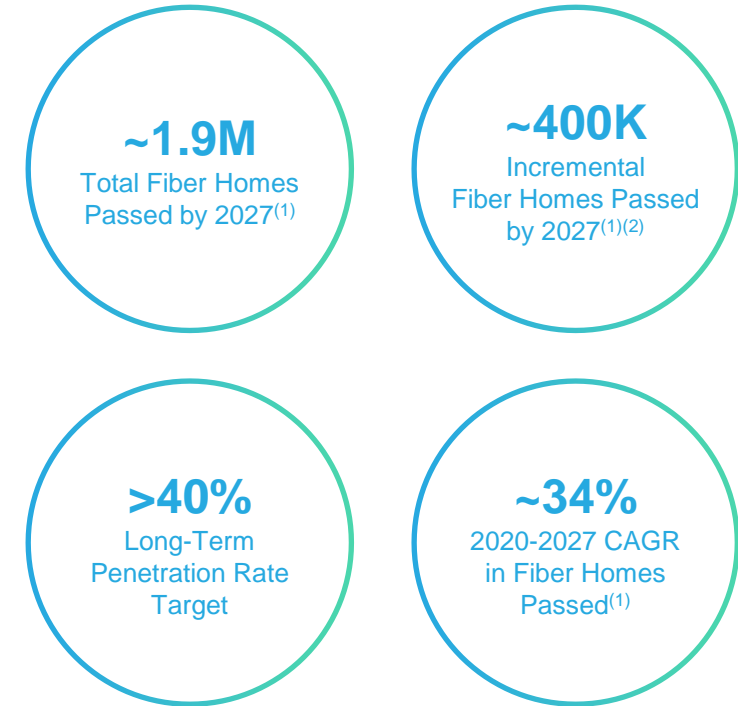 ~1.9M
Total Fiber Homes
Passed by 2027(1)
~400K
Incremental
Fiber Homes Passed
by 2027(1)(2)
>40%
Long-Term
Penetration Rate
Target
~34%
2020-2027 CAGR
in Fiber Homes
Passed(1)